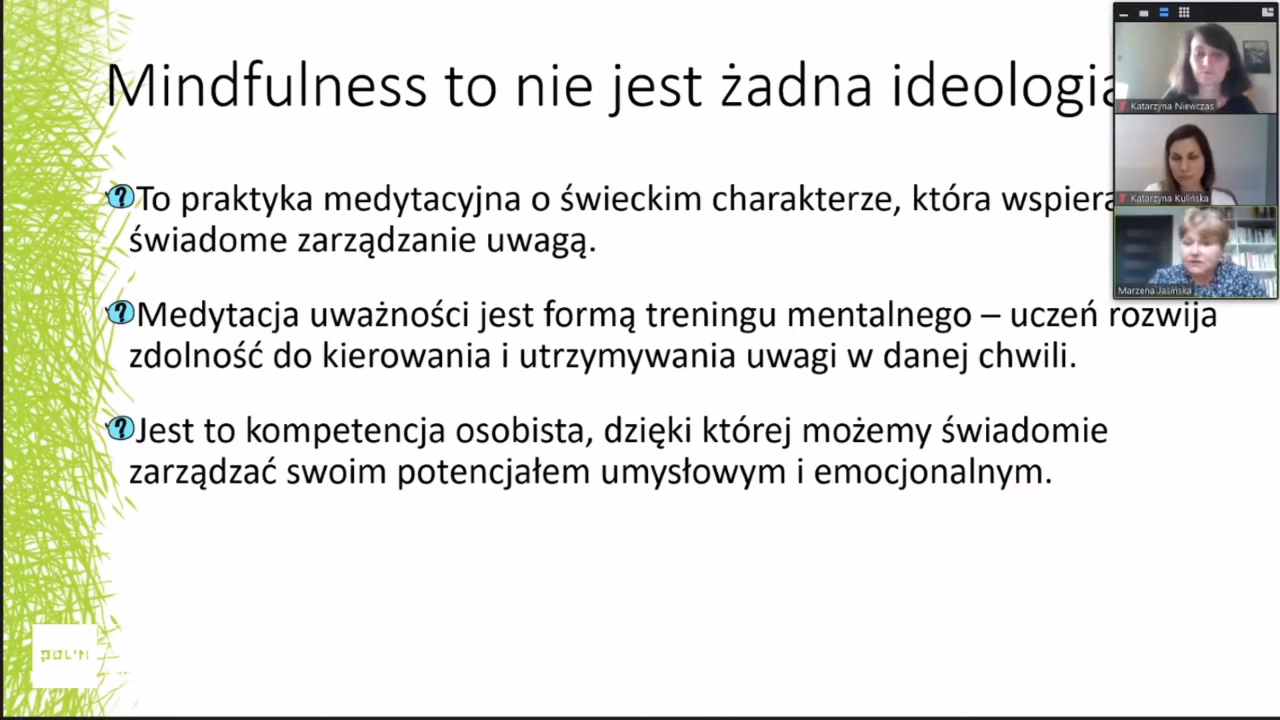 Mindfulness to nie jest żadna ideologia
To praktyka medytacyjna o świeckim charakterze, która wspiera
świadome zarządzanie uwagą.
Medytacja uważności jest formą treningu mentalnego – uczeń rozwija
zdolność do kierowania i utrzymywania uwagi w danej chwili.
Jest to kompetencja osobista, dzięki której możemy świadomie
zarządzać swoim potencjałem umysłowym i emocjonalnym.
Katarzyna Niewczas
Katarzyna Kulińska
Marzena Jasińska
POLIN